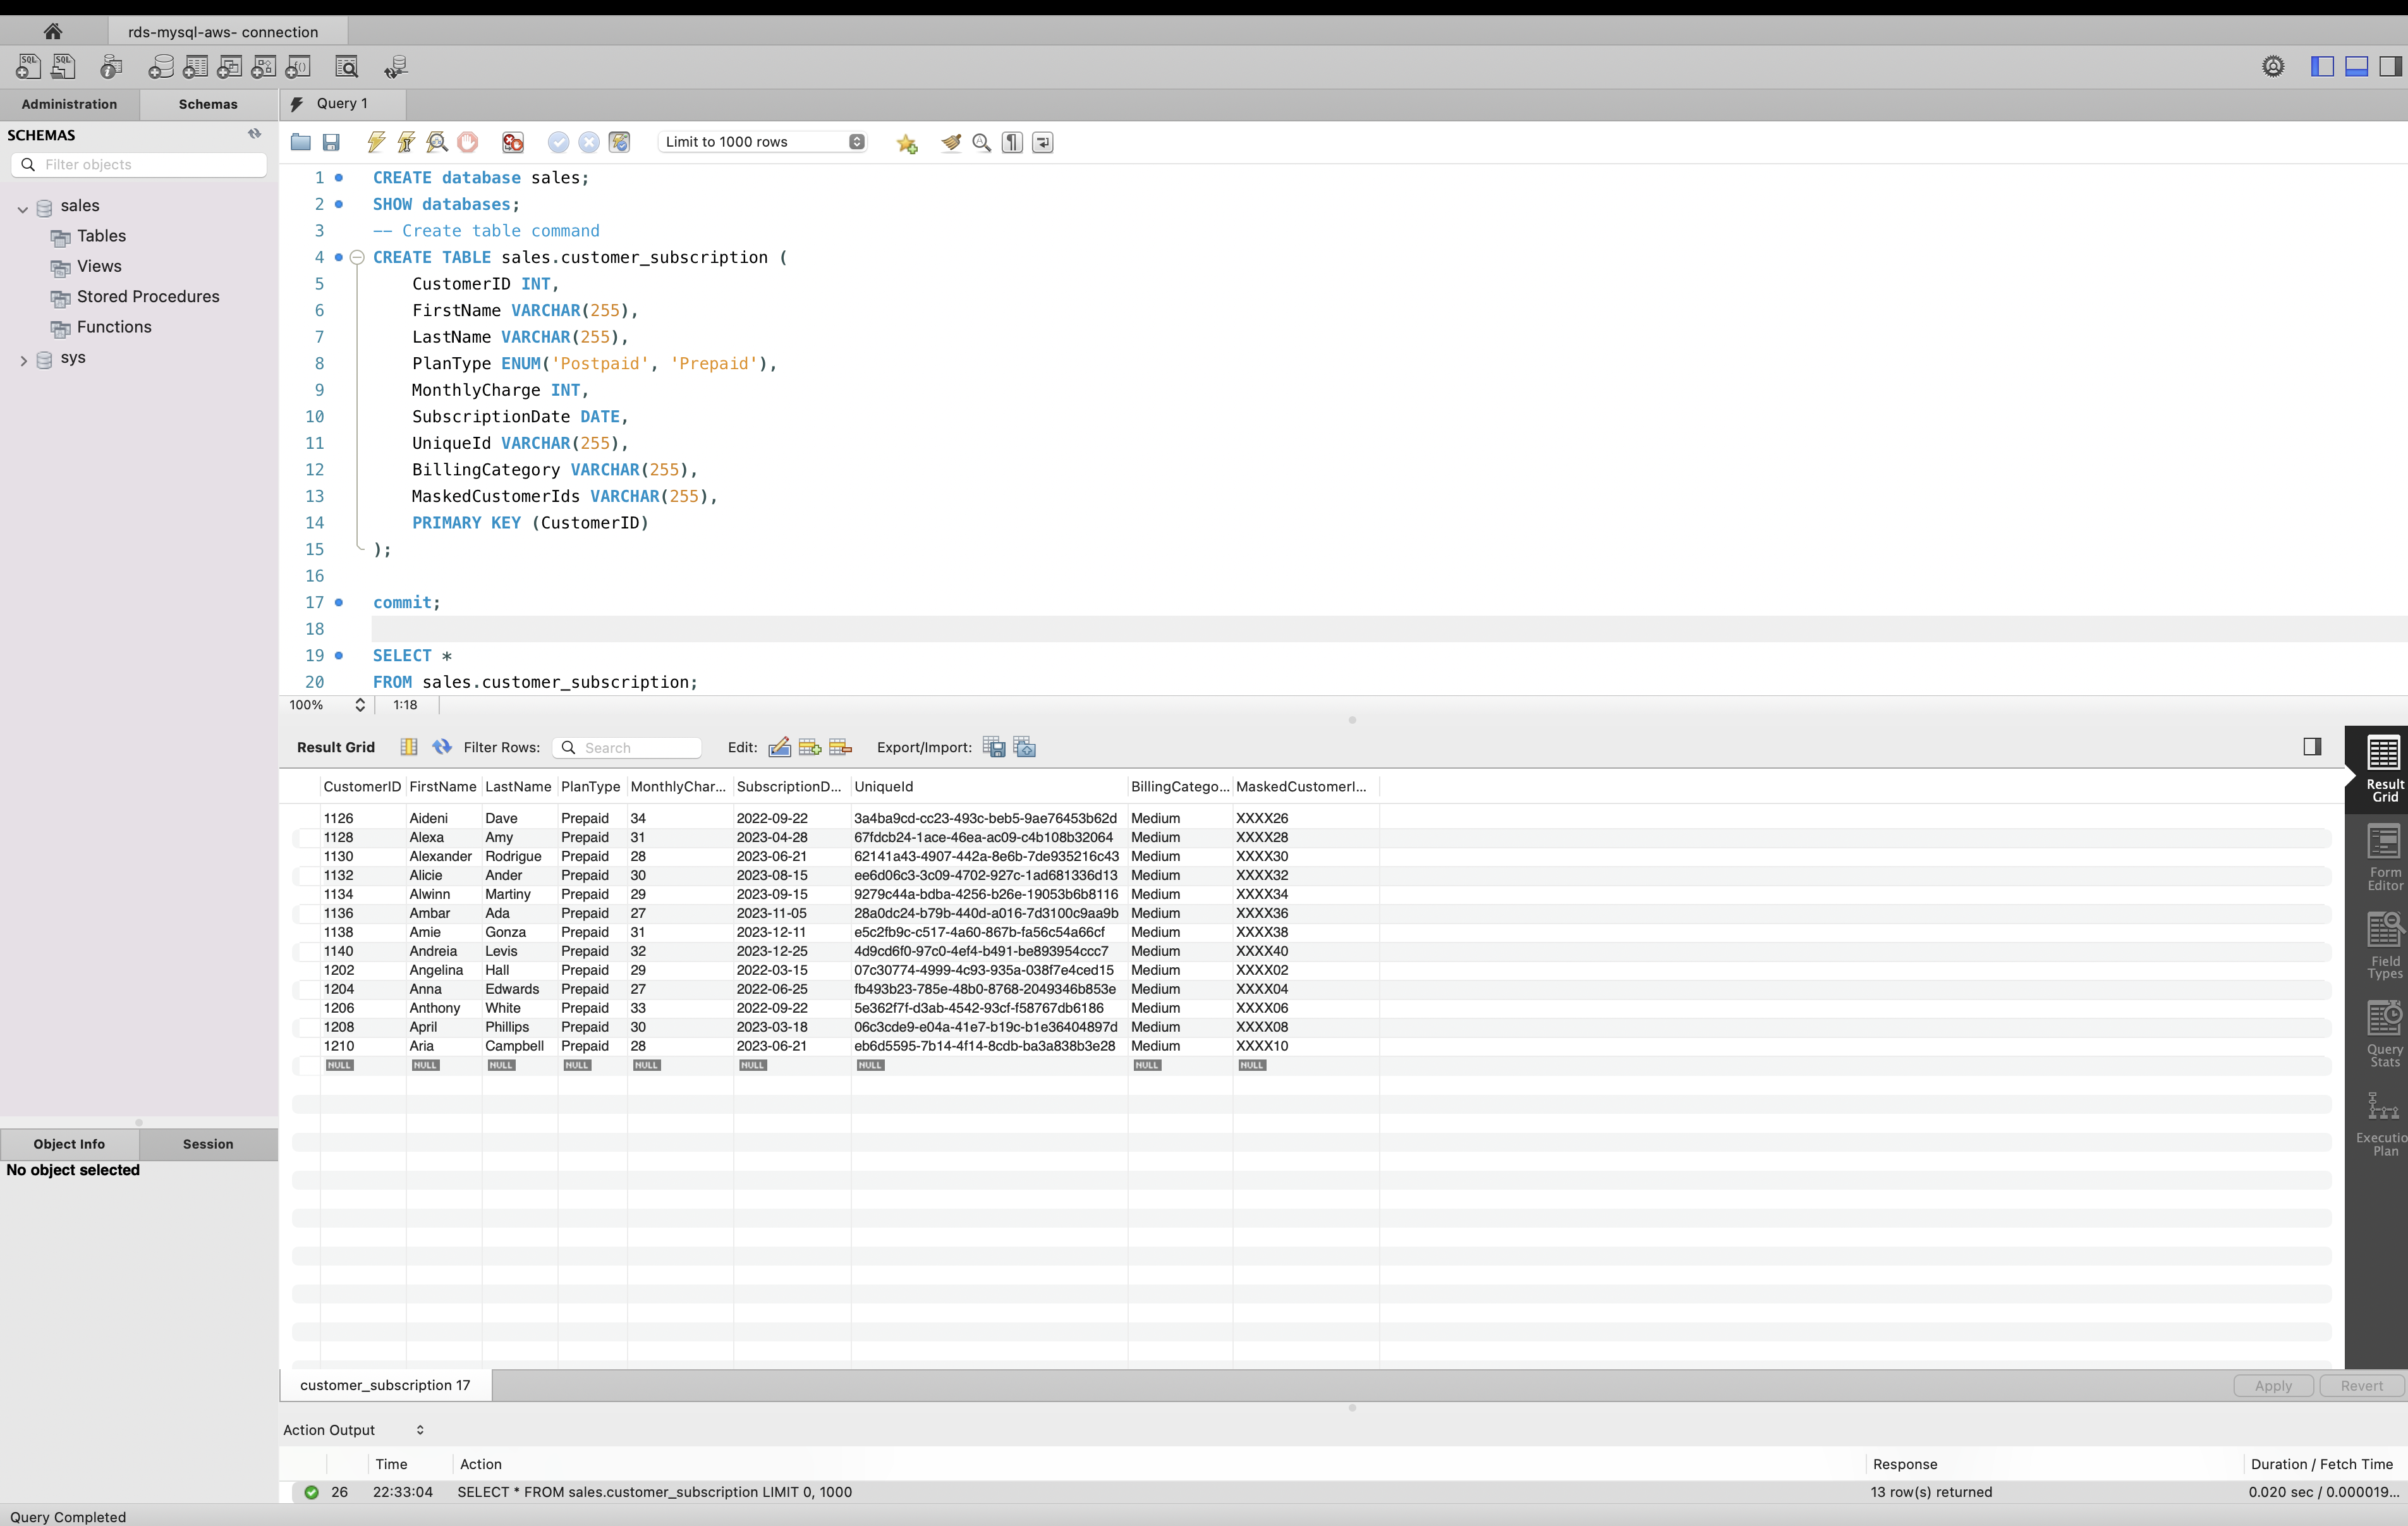 rds-mysql-aws- connection
Administration
Schemas
Query 1
SCHEMAS
Filter objects
Limit to 1000 rows
sales
Tables
Views
Stored Procedures
Functions
sys
1 CREATE database sales;
2 SHOW databases;
3 -- Create table command
4 CREATE TABLE sales.customer_subscription (
5 CustomerID INT,
6 FirstName VARCHAR(255),
7 LastName VARCHAR(255),
8 PlanType ENUM('Postpaid', 'Prepaid'),
9 MonthlyCharge INT,
10 SubscriptionDate DATE,
11 UniqueId VARCHAR(255),
12 BillingCategory VARCHAR(255),
13 MaskedCustomerIds VARCHAR(255),
14 PRIMARY KEY (CustomerID)
15 );
16
17 commit;
18
19 SELECT *
20 FROM sales.customer_subscription;
100% 1:18
Result Grid Filter Rows: Search Edit: Export/Import:
CustomerID FirstName LastName PlanType MonthlyChar... SubscriptionD... UniqueId BillingCatego... MaskedCustomerI...
1126 Aideni Dave Prepaid 34 2022-09-22 3a4ba9cd-cc23-493c-beb5-9ae76453b62d Medium XXXX26
1128 Alexa Amy Prepaid 31 2023-04-28 67fdcb24-1ace-46ea-ac09-c4b108b32064 Medium XXXX28
1130 Alexander Rodrigue Prepaid 28 2023-06-21 62141a43-4907-442a-8e6b-7de935216c43 Medium XXXX30
1132 Alicie Ander Prepaid 30 2023-08-15 ee6d06c3-3c09-4702-927c-1ad681336d13 Medium XXXX32
1134 Alwinn Martiny Prepaid 29 2023-09-15 9279c44a-bdba-4256-b26e-19053b6b8116 Medium XXXX34
1136 Ambar Ada Prepaid 27 2023-11-05 28a0dc24-b79b-440d-a016-7d3100c9aa9b Medium XXXX36
1138 Amie Gonza Prepaid 31 2023-12-11 e5c2fb9c-c517-4a60-867b-fa56c54a66cf Medium XXXX38
1140 Andreia Levis Prepaid 32 2023-12-25 4d9cd6f0-97c0-4ef4-b491-be893954ccc7 Medium XXXX40
1202 Angelina Hall Prepaid 29 2022-03-15 07c30774-4999-4c93-935a-038f7e4ced15 Medium XXXX02
1204 Anna Edwards Prepaid 27 2022-06-25 fb493b23-785e-48b0-8768-2049346b853e Medium XXXX04
1206 Anthony White Prepaid 33 2022-09-22 5e362f7f-d3ab-4542-93cf-f58767db6186 Medium XXXX06
1208 April Phillips Prepaid 30 2023-03-18 06c3cde9-e04a-41e7-b19c-b1e36404897d Medium XXXX08
1210 Aria Campbell Prepaid 28 2023-06-21 eb6d5595-7b14-4f14-8cdb-ba3a838b3e28 Medium XXXX10
NULL NULL NULL NULL NULL NULL NULL NULL NULL
Result
Grid
Form
Editor
Field
Types
Query
Stats
Executio
Plan
Object Info
Session
No object selected
customer_subscription 17
Apply
Revert
Action Output
Time Action Response Duration / Fetch Time
26 22:33:04 SELECT * FROM sales.customer_subscription LIMIT 0, 1000 13 row(s) returned 0.020 sec / 0.000019...
Query Completed